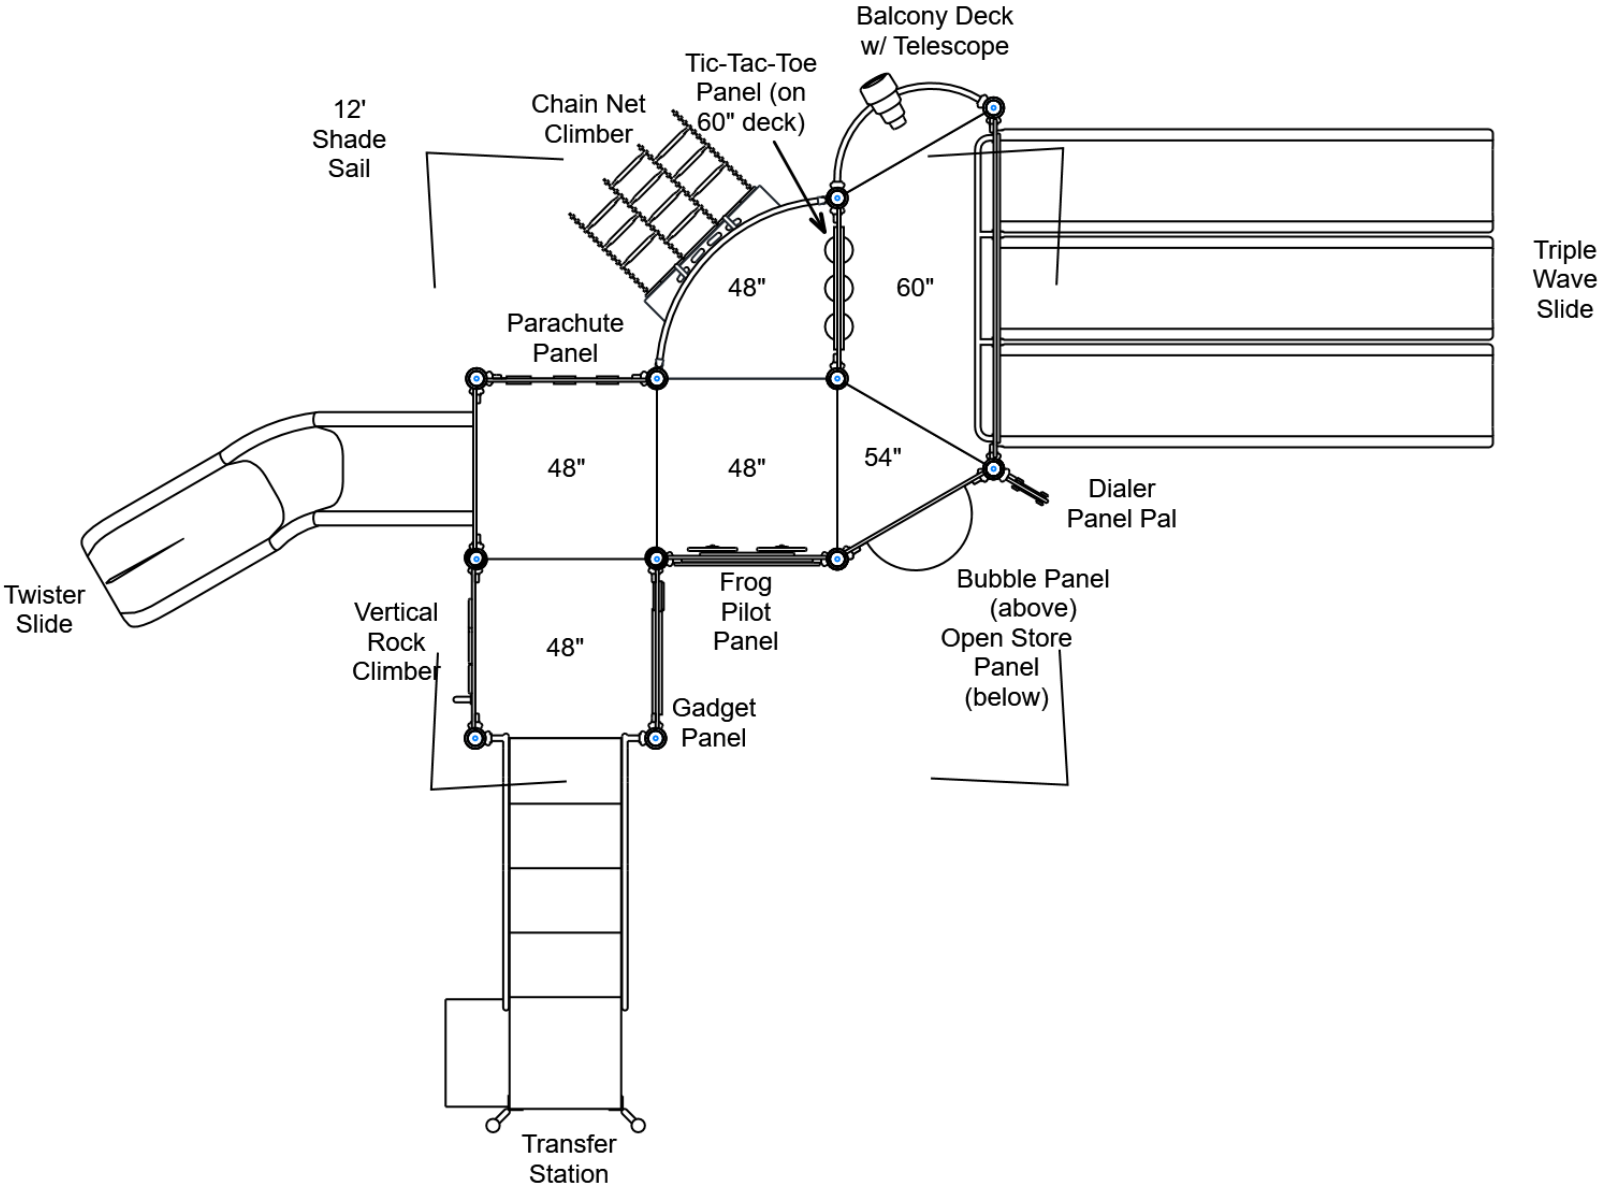 Balcony Deck
w/ Telescope
Tic-Tac-Toe
Panel (on
60" deck)
Chain Net
Climber
12'
Shade
Sail
Triple
Wave
Slide
48"
60"
Parachute
Panel
48"
48"
54"
Dialer
Panel Pal
Twister
Slide
Vertical
Rock
Climber
48"
Frog
Pilot
Panel
Bubble Panel
(above)
Open Store
Panel
(below)
Gadget
Panel
Transfer
Station